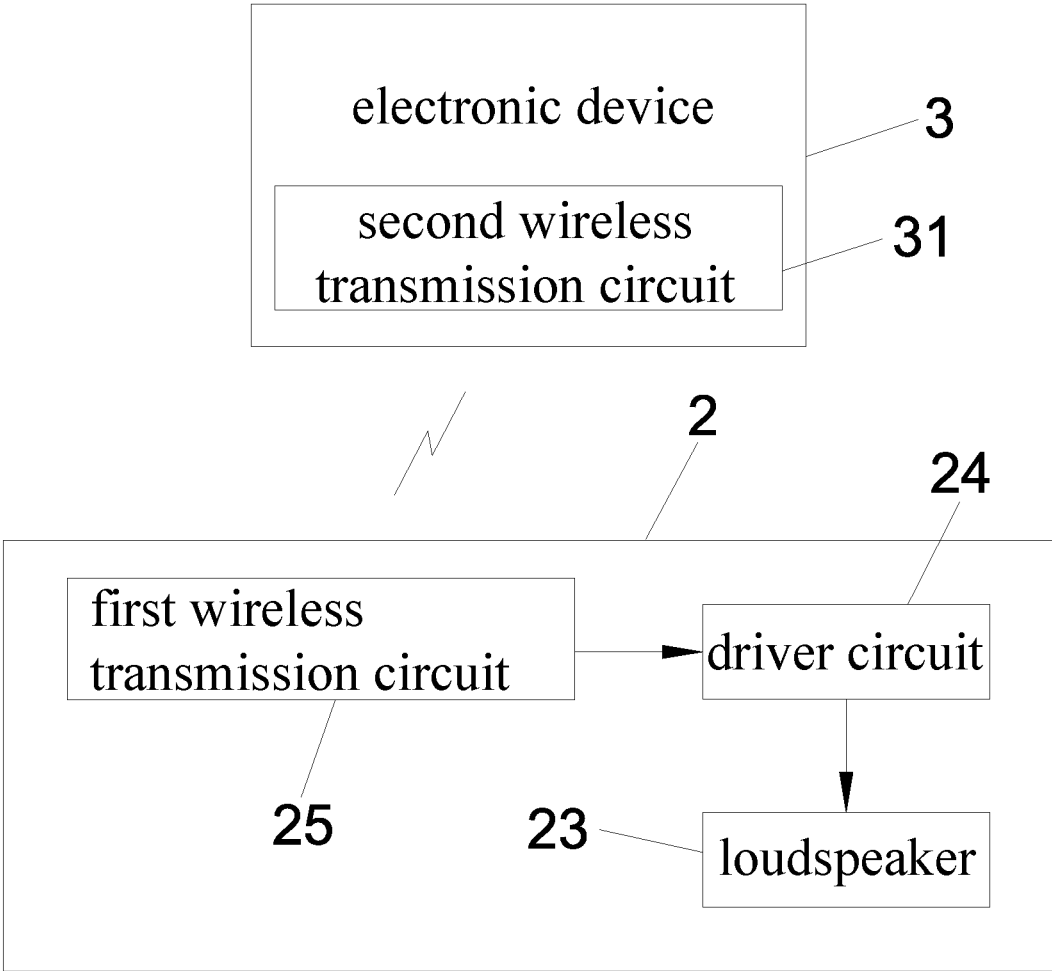 electronic device
3
second wireless
transmission circuit
31
2
24
first wireless
transmission circuit
driver circuit
25
23
loudspeaker